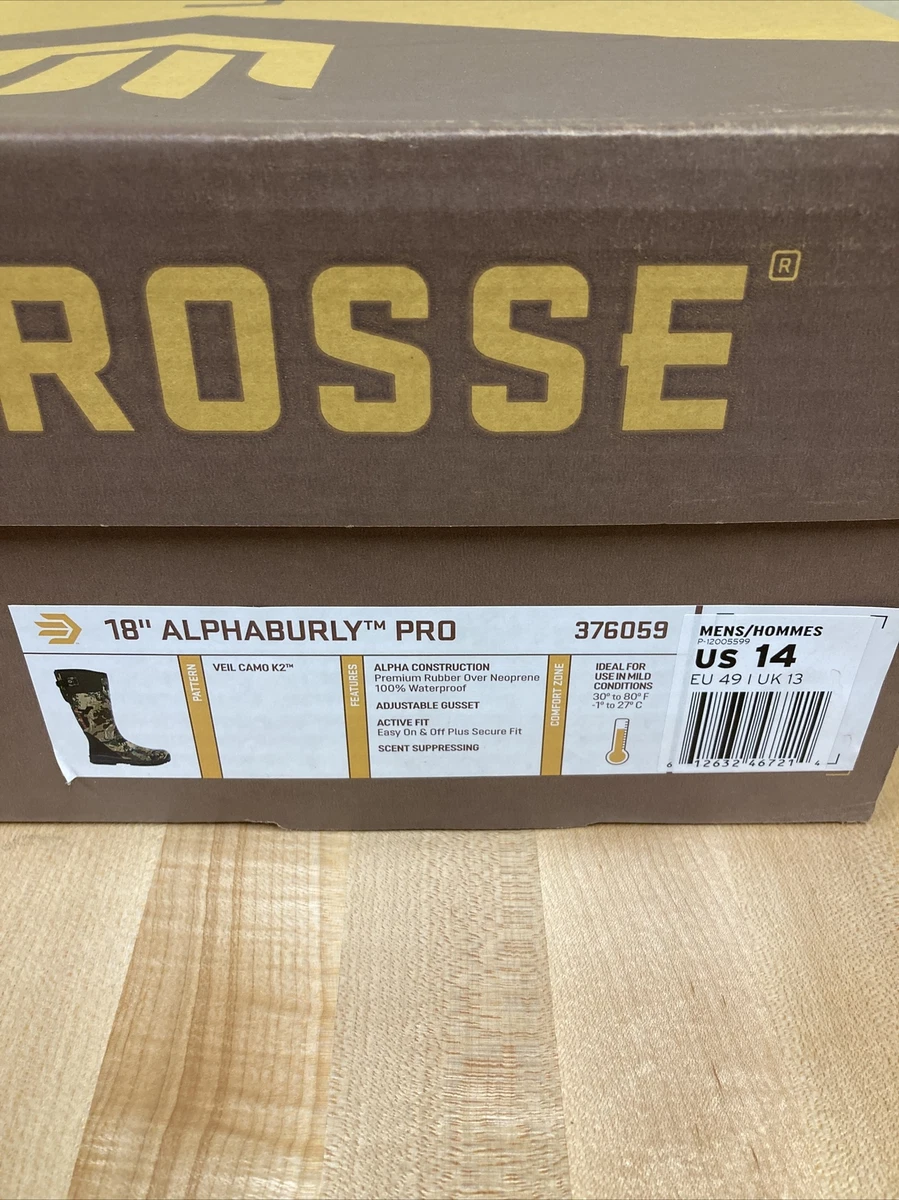 ROSSE®
18" ALPHABURLY™ PRO
376059
PATTERN
VEIL CAMO K2™
FEATURES
ALPHA CONSTRUCTION
Premium Rubber Over Neoprene
100% Waterproof
ADJUSTABLE GUSSET
ACTIVE FIT
Easy On & Off Plus Secure Fit
SCENT SUPPRESSING
COMFORT ZONE
IDEAL FOR
USE IN MILD
CONDITIONS
30° to 80° F
-1° to 27° C
MENS/HOMMES
P-12005599
US 14
EU 49 | UK 13
6 12632 46721 4